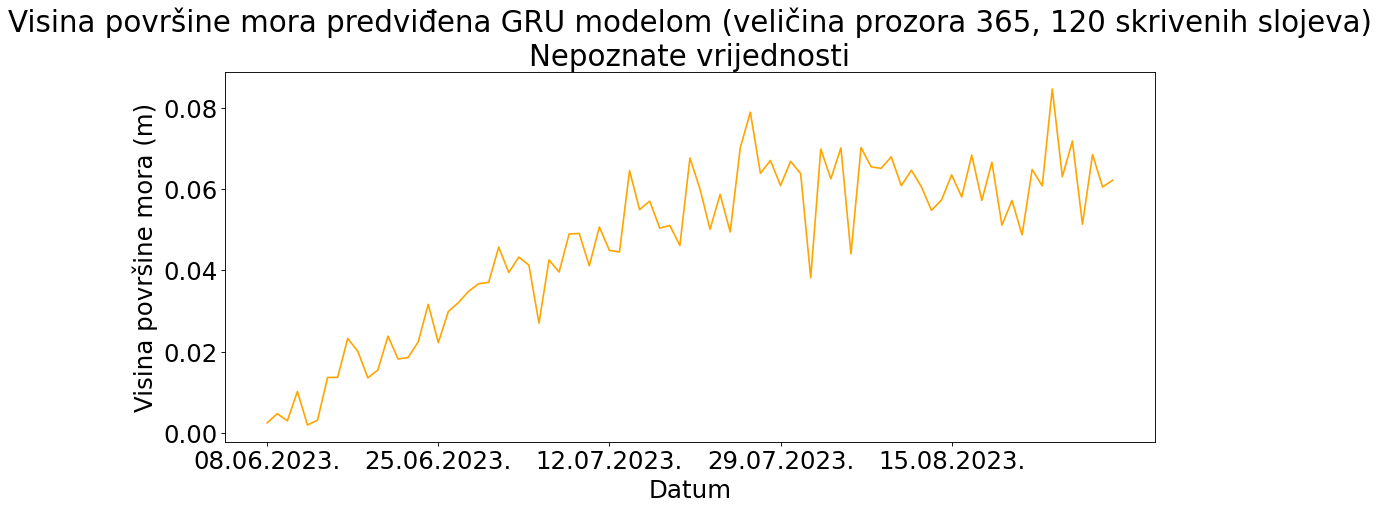 Visina površine mora predviđena GRU modelom (veličina prozora 365, 120 skrivenih slojeva)
Nepoznate vrijednosti
Visina površine mora (m)
0.08
0.06
0.04
0.02
0.00
08.06.2023. 25.06.2023. 12.07.2023. 29.07.2023. 15.08.2023.
Datum